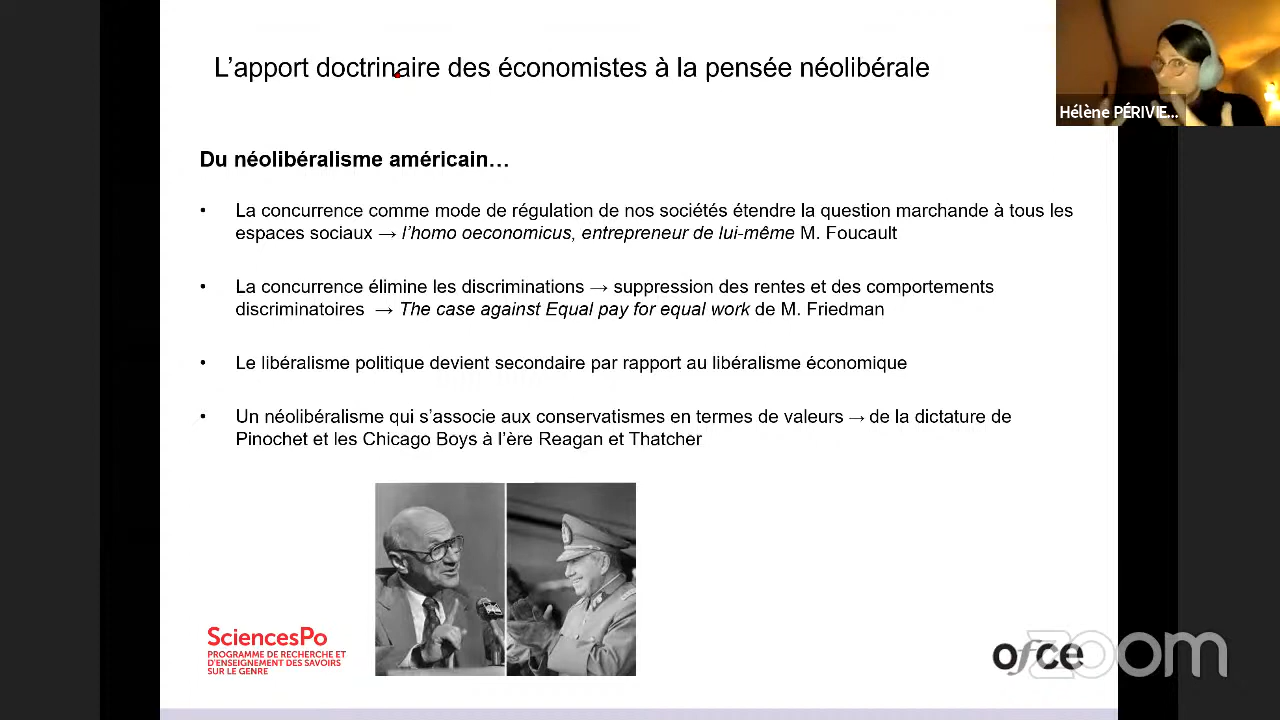 L'apport doctrinaire des économistes à la pensée néolibérale
Hélène PÉRIVIE...
Du néolibéralisme américain…
• La concurrence comme mode de régulation de nos sociétés étendre la question marchande à tous les
espaces sociaux → l'homo oeconomicus, entrepreneur de lui-même M. Foucault
• La concurrence élimine les discriminations → suppression des rentes et des comportements
discriminatoires → The case against Equal pay for equal work de M. Friedman
• Le libéralisme politique devient secondaire par rapport au libéralisme économique
• Un néolibéralisme qui s'associe aux conservatismes en termes de valeurs → de la dictature de
Pinochet et les Chicago Boys à l'ère Reagan et Thatcher
SciencesPo
PROGRAMME DE RECHERCHE ET
D'ENSEIGNEMENT DES SAVOIRS
SUR LE GENRE
ofce
zoom